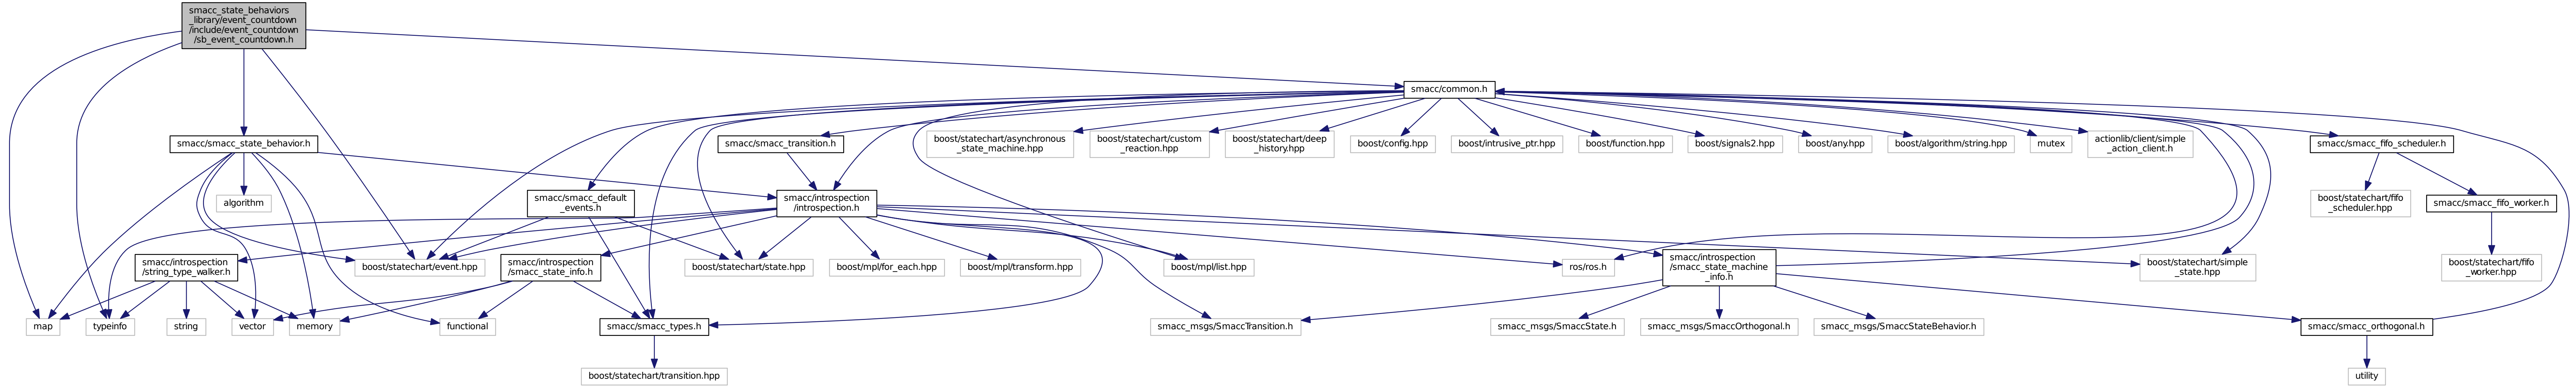 smacc_state_behaviors
_library/event_countdown
/include/event_countdown
/sb_event_countdown.h
smacc/common.h
smacc/smacc_state_behavior.h
smacc/smacc_transition.h
boost/statechart/asynchronous
_state_machine.hpp
boost/statechart/custom
_reaction.hpp
boost/statechart/deep
_history.hpp
boost/config.hpp
boost/intrusive_ptr.hpp
boost/function.hpp
boost/signals2.hpp
boost/any.hpp
boost/algorithm/string.hpp
mutex
actionlib/client/simple
_action_client.h
smacc/smacc_fifo_scheduler.h
algorithm
smacc/smacc_default
_events.h
smacc/introspection
/introspection.h
boost/statechart/fifo
_scheduler.hpp
smacc/smacc_fifo_worker.h
smacc/introspection
/string_type_walker.h
boost/statechart/event.hpp
smacc/introspection
/smacc_state_info.h
boost/statechart/state.hpp
boost/mpl/for_each.hpp
boost/mpl/transform.hpp
boost/mpl/list.hpp
ros/ros.h
smacc/introspection
/smacc_state_machine
_info.h
boost/statechart/simple
_state.hpp
boost/statechart/fifo
_worker.hpp
map
typeinfo
string
vector
memory
functional
smacc/smacc_types.h
smacc_msgs/SmaccTransition.h
smacc_msgs/SmaccState.h
smacc_msgs/SmaccOrthogonal.h
smacc_msgs/SmaccStateBehavior.h
smacc/smacc_orthogonal.h
boost/statechart/transition.hpp
utility